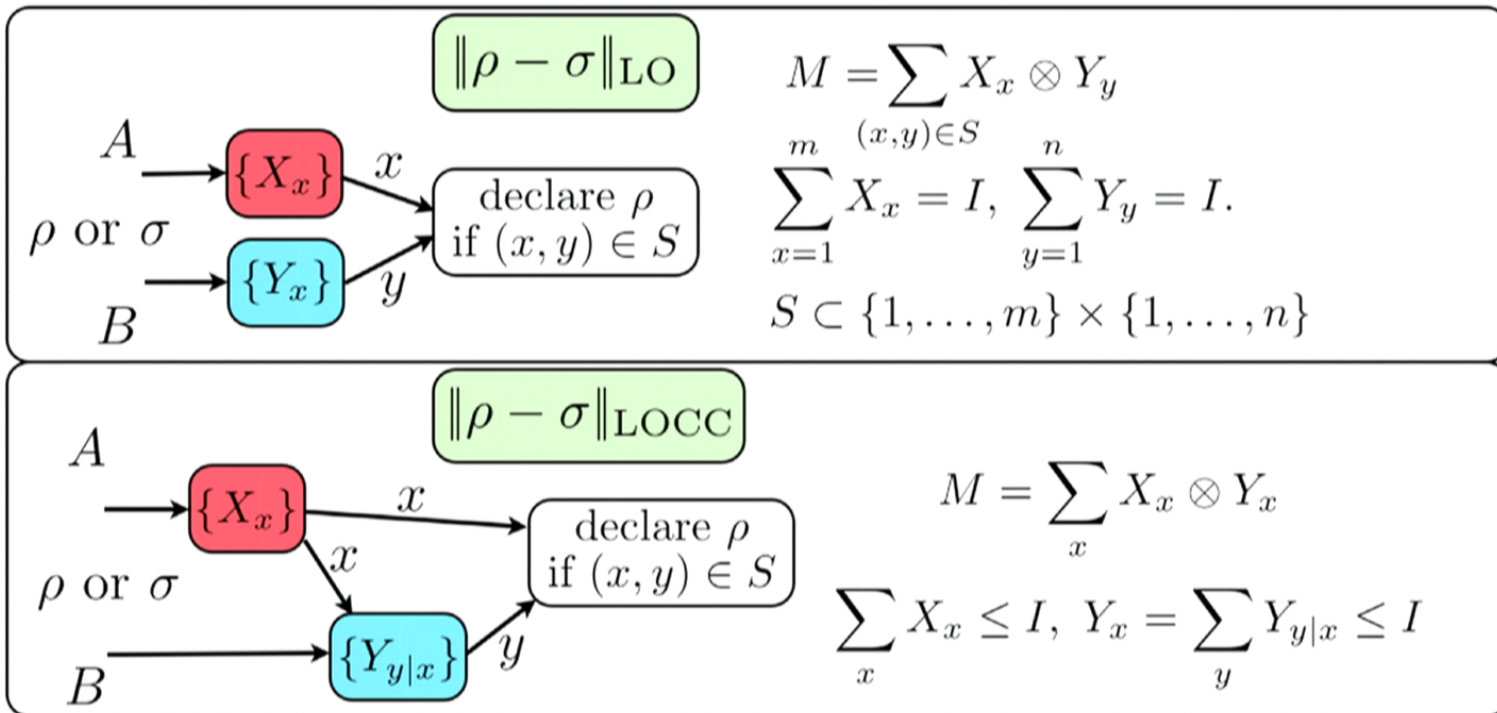 ‖ρ − σ‖_LO
M = ∑_{(x,y)∈S} X_x ⊗ Y_y
A
{X_x}
x
declare ρ
if (x, y) ∈ S
∑_{x=1}^{m} X_x = I, ∑_{y=1}^{n} Y_y = I.
ρ or σ
{Y_x}
y
B
S ⊂ {1, . . . , m} × {1, . . . , n}
‖ρ − σ‖_LOCC
A
{X_x}
x
x
declare ρ
if (x, y) ∈ S
M = ∑_x X_x ⊗ Y_x
ρ or σ
∑_x X_x ≤ I, Y_x = ∑_y Y_{y|x} ≤ I
B
{Y_{y|x}}
y